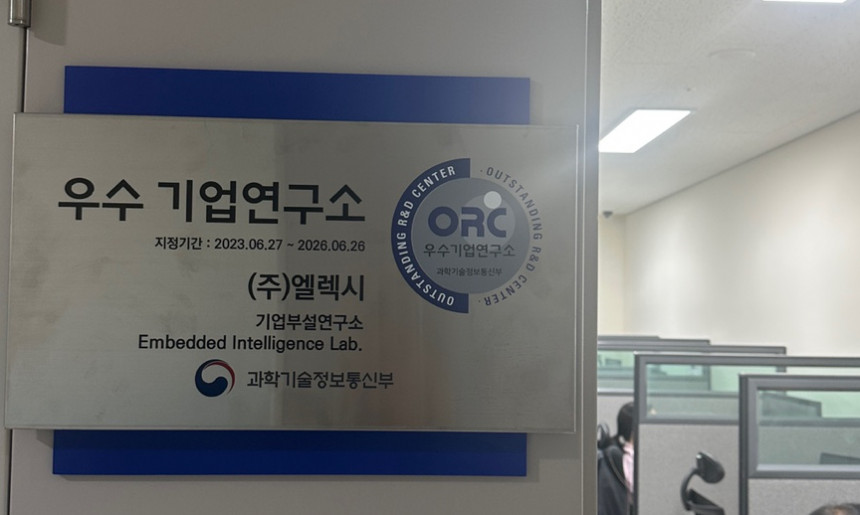 우수 기업연구소
지정기간 : 2023.06.27 ~ 2026.06.26
(주)엘렉시
기업부설연구소
Embedded Intelligence Lab.
과학기술정보통신부
OUTSTANDING R&D CENTER
· OUTSTANDING R&D CENTER ·
ORC
우수기업연구소
과학기술정보통신부